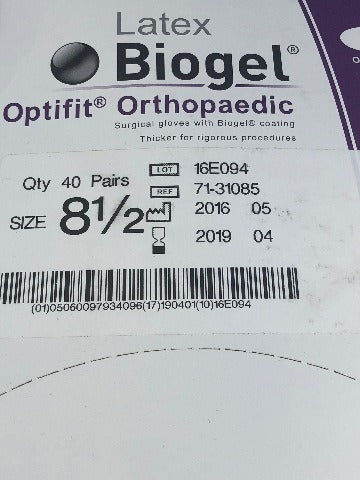 Latex
Biogel®
Optifit® Orthopaedic
Surgical gloves with Biogel® coating
Thicker for rigorous procedures
Qty 40 Pairs
SIZE 8½
LOT 16E094
REF 71-31085
2016 05
2019 04
(01)05060097934096(17)190401(10)16E094